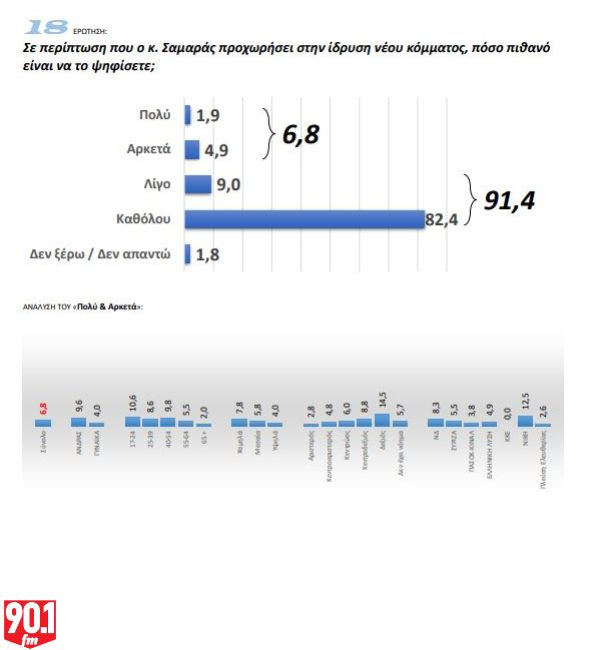 18 ΕΡΩΤΗΣΗ:
Σε περίπτωση που ο κ. Σαμαράς προχωρήσει στην ίδρυση νέου κόμματος, πόσο πιθανό
είναι να το ψηφίσετε;
Πολύ 1,9
Αρκετά 4,9
6,8
Λίγο 9,0
Καθόλου 82,4
91,4
Δεν ξέρω / Δεν απαντώ 1,8
ΑΝΑΛΥΣΗ ΤΟΥ «Πολύ & Αρκετά»:
6,8 9,6 4,0 10,6 8,6 9,8 5,5 2,0 7,8 5,8 4,0 2,8 4,8 6,0 8,8 14,5 5,7 8,3 5,5 3,8 4,9 0,0 12,5 2,6
Σύνολο ΑΝΔΡΑΣ ΓΥΝΑΙΚΑ 17-24 25-39 40-54 55-64 65+ Χαμηλά Μεσαία Υψηλά Αριστερός Κεντροαριστερός Κεντρώος Κεντροδεξιός Δεξιός Δεν έχει νόημα ΝΔ ΣΥΡΙΖΑ ΠΑΣΟΚ-ΚΙΝΑΛ ΕΛΛΗΝΙΚΗ ΛΥΣΗ ΚΚΕ ΝΙΚΗ Πλεύση Ελευθερίας
90.1
fm